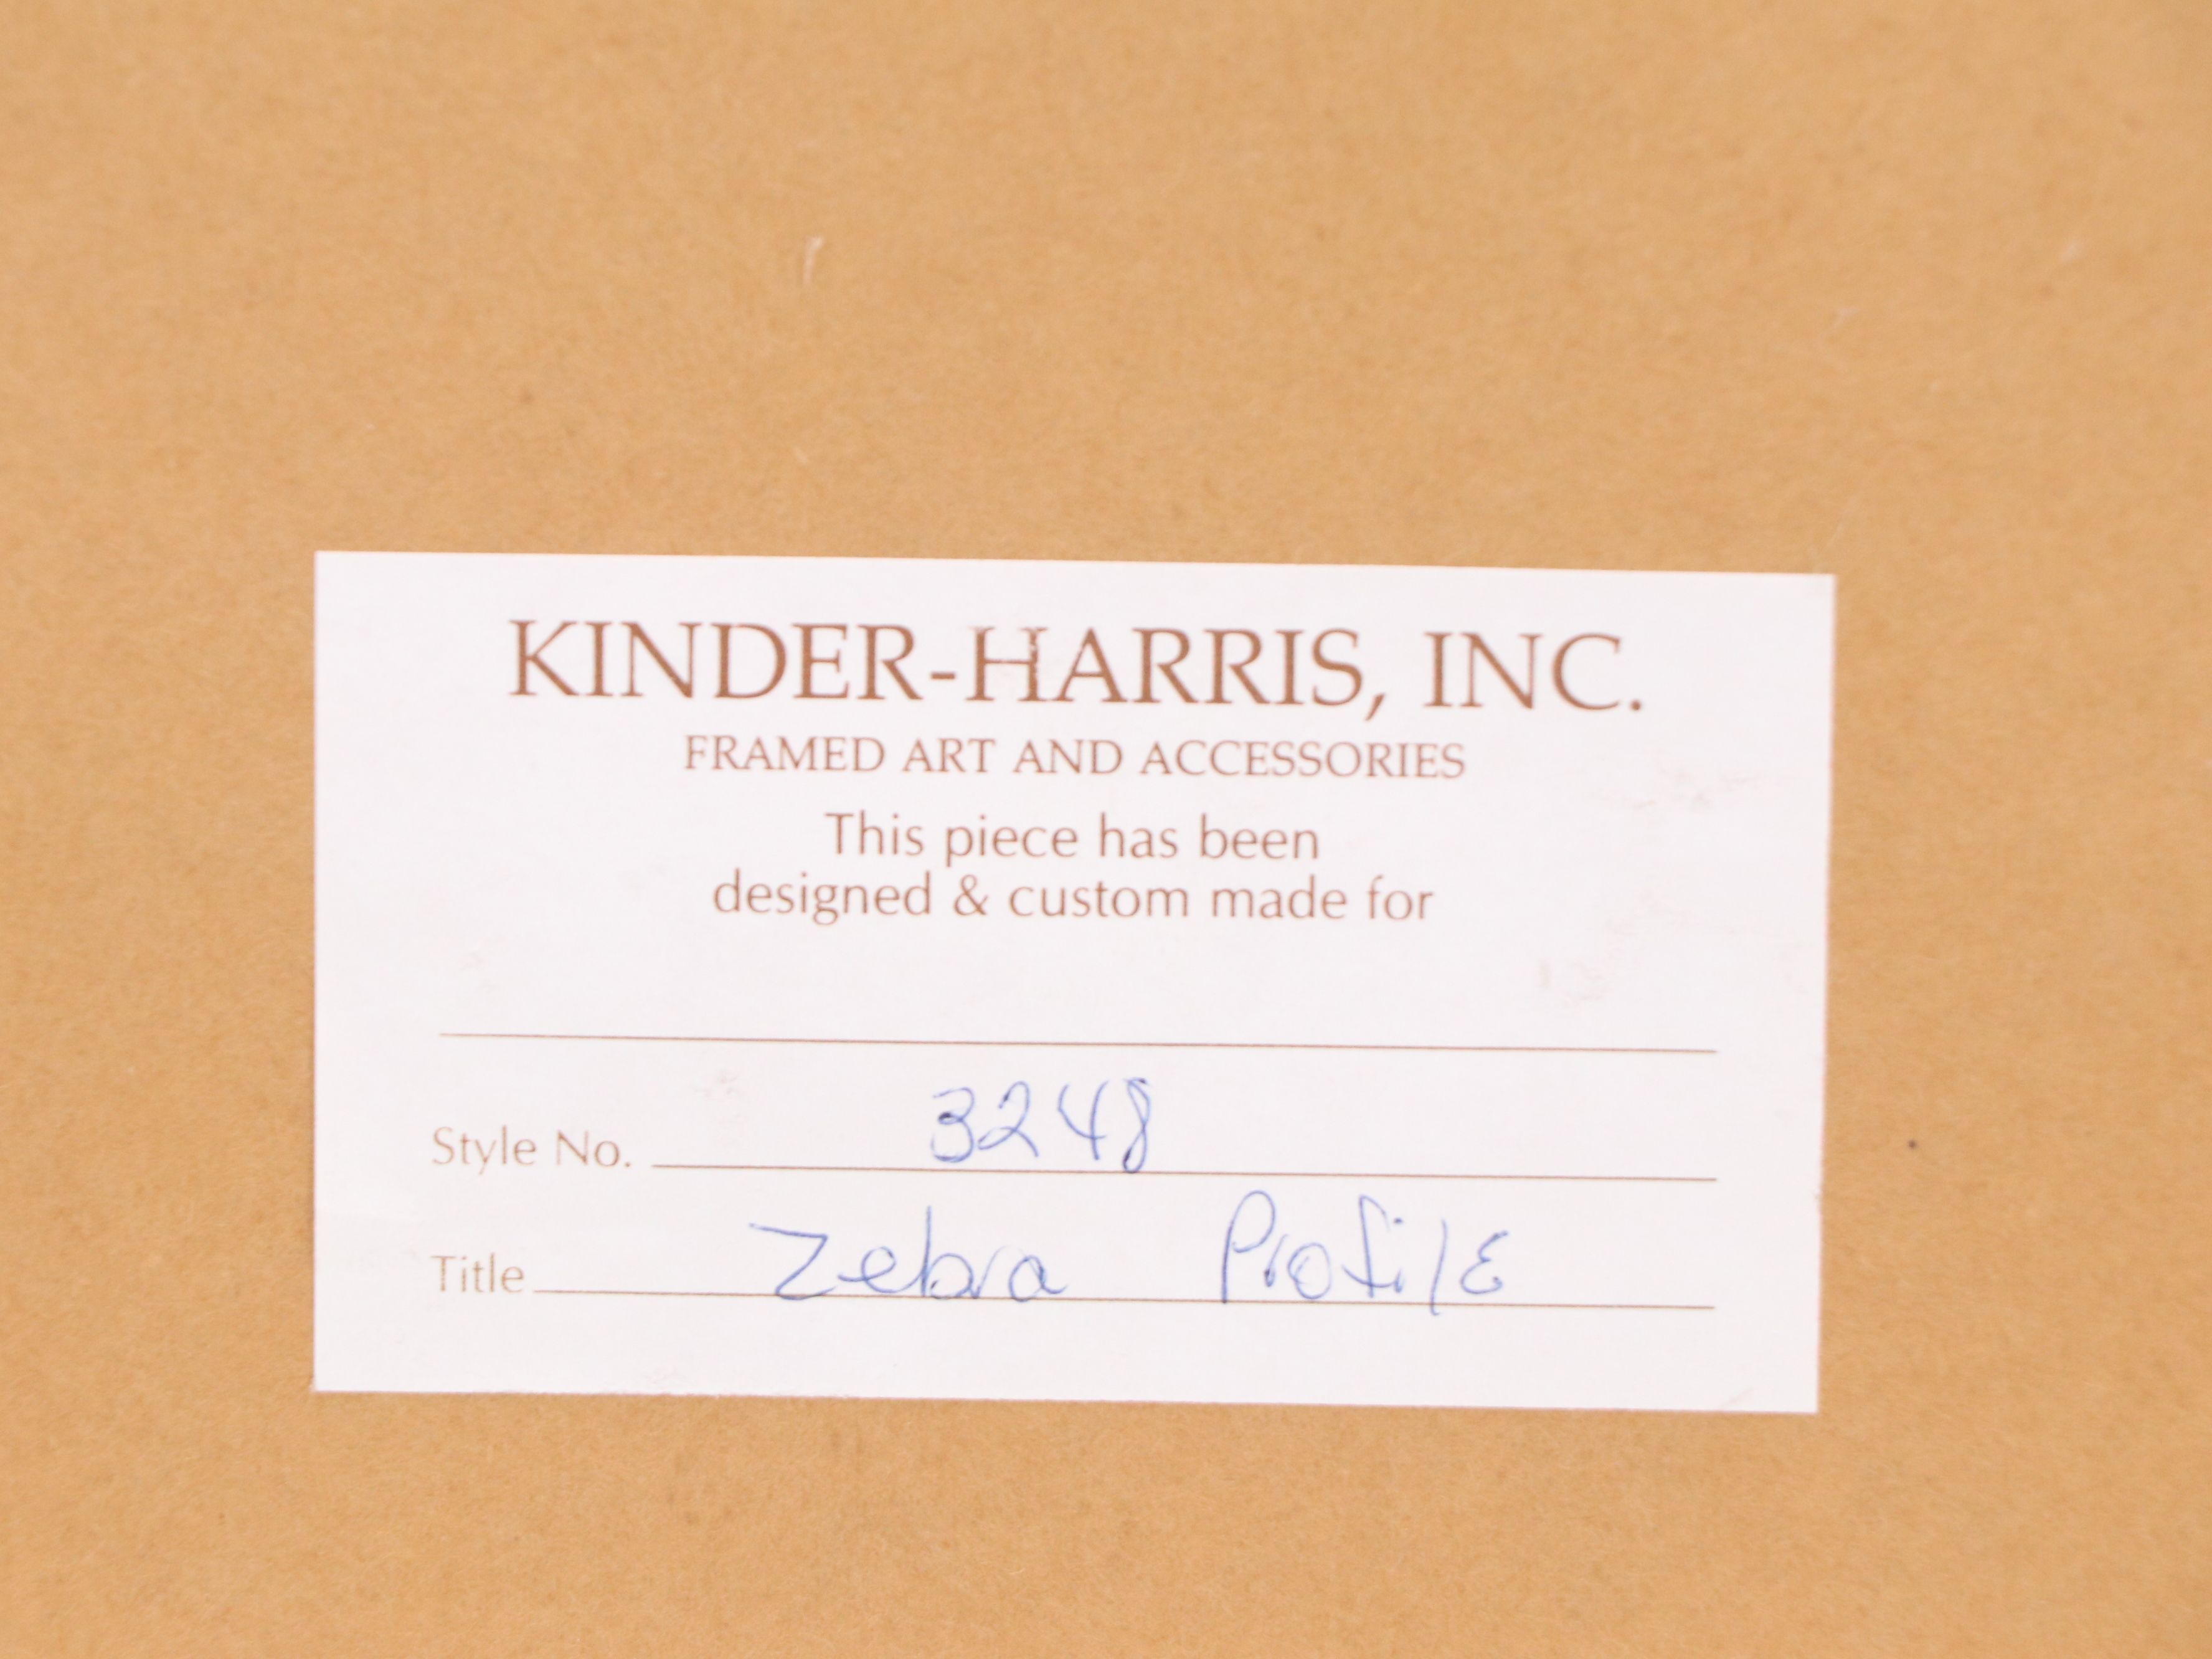 KINDER-HARRIS, INC.
FRAMED ART AND ACCESSORIES
This piece has been
designed & custom made for
Style No. 3248
Title Zebra Profile